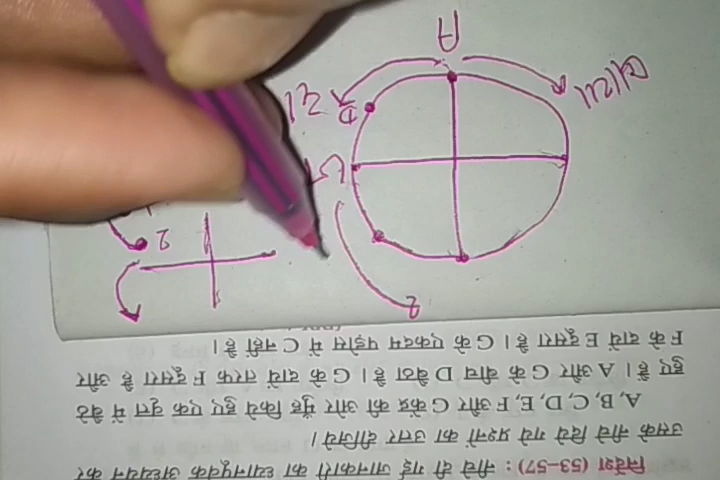 निर्देश (53-57) : नीचे दी गई जानकारी का ध्यानपूर्वक अध्ययन कर
उसके नीचे दिये गये प्रश्नों का उत्तर दीजिये।
A, B, C, D, E, F और G केंद्र की ओर मुँह किये हुए एक वृत्त में बैठे
हुए हैं। A और G के बीच D बैठा है। G के तरफ F दूसरा है और
F के E दूसरा है। G के एकदम पड़ोस में C नहीं है।
2
2
G
D
A